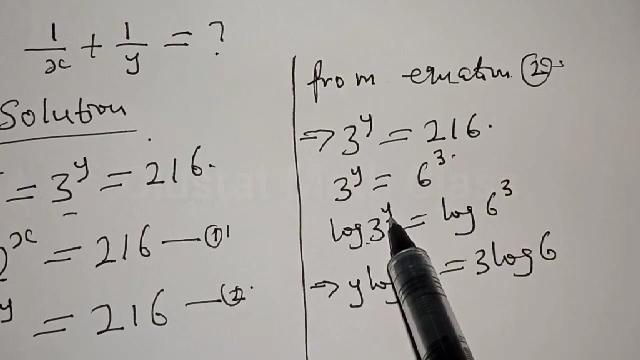 1/x + 1/y = ?
Solution
= 3^y = 216.
2^x = 216 — ①
y = 216 — ②
from equation ②
⇒ 3^y = 216.
3^y = 6^3.
log 3^y = log 6^3
⇒ y log = 3 log 6